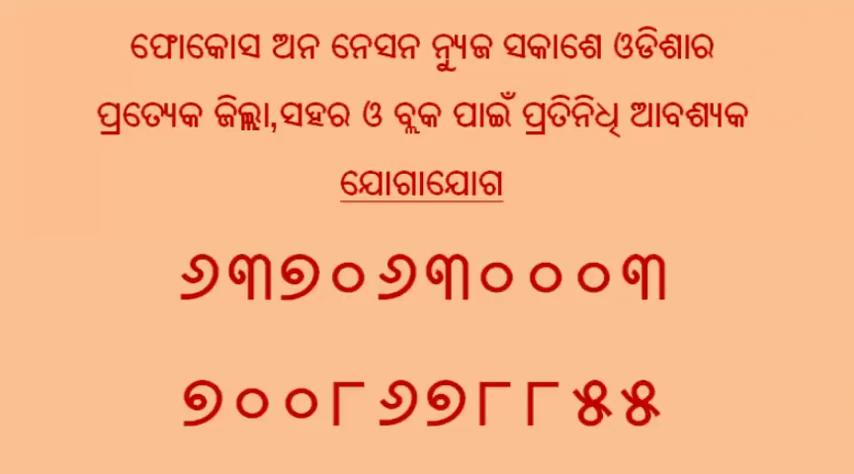 ଫୋକୋସ ଅନ ନେସନ ନ୍ୟୁଜ ସକାଶେ ଓଡିଶାର
ପ୍ରତ୍ୟେକ ଜିଲ୍ଲା,ସହର ଓ ବ୍ଲକ ପାଇଁ ପ୍ରତିନିଧି ଆବଶ୍ୟକ
ଯୋଗାଯୋଗ
୬୩୭୦୬୩୦୦୦୩
୭୦୦୮୬୭୮୮୫୫